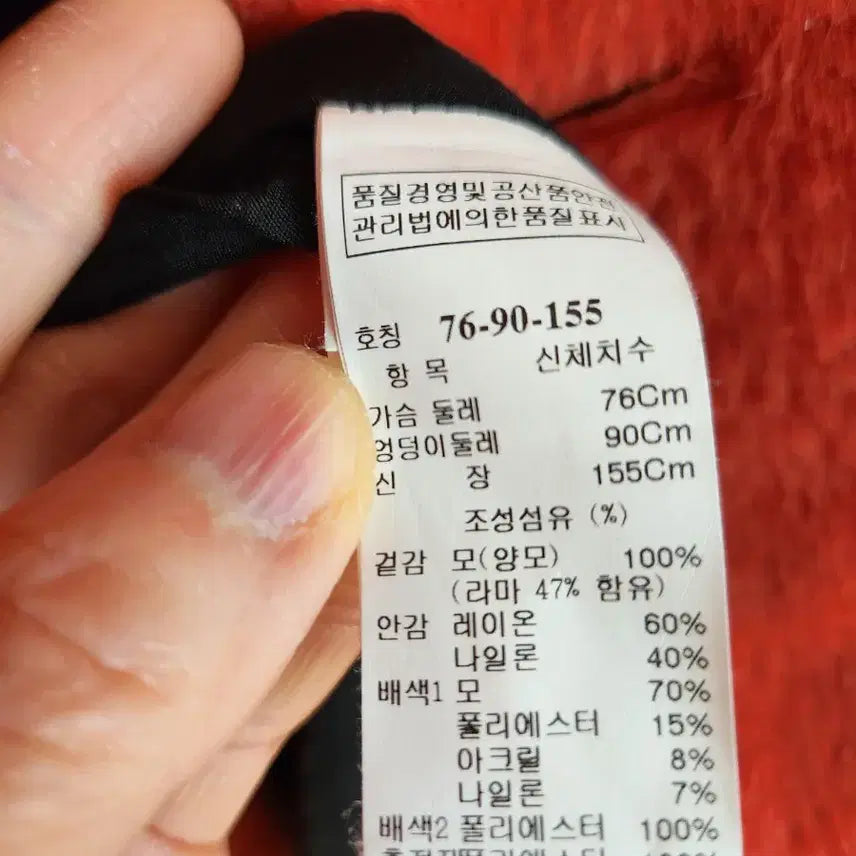 품질경영및 공산품안전
관리법에의한품질표시
호칭 76-90-155
항 목 신체치수
가슴 둘레 76Cm
엉덩이둘레 90Cm
신 장 155Cm
조성섬유 (%)
겉감 모(양모) 100%
(라마 47% 함유)
안감 레이온 60%
나일론 40%
배색1 모 70%
폴리에스터 15%
아크릴 8%
나일론 7%
배색2 폴리에스터 100%